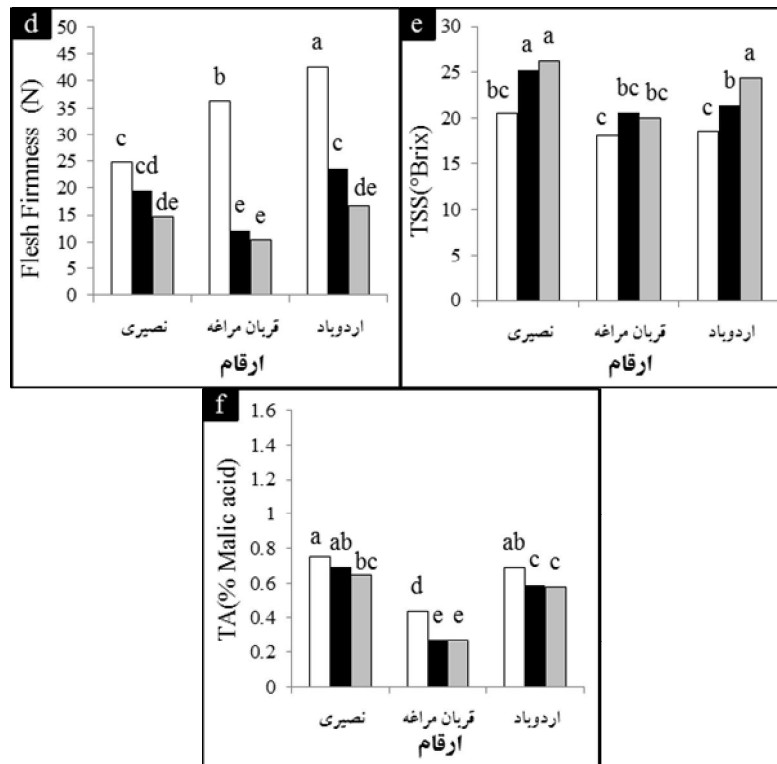 d
Flesh Firmness (N)
50
45
40
35
30
25
20
15
10
5
0
c
cd
de
b
e
e
a
c
de
نصیری
قربان مراغه
اردوباد
ارقام
e
TSS(°Brix)
30
25
20
15
10
5
0
bc
a
a
c
bc
bc
c
b
a
نصیری
قربان مراغه
اردوباد
ارقام
f
TA(% Malic acid)
1.6
1.4
1.2
1
0.8
0.6
0.4
0.2
0
a
ab
bc
d
e
e
ab
c
c
نصیری
قربان مراغه
اردوباد
ارقام